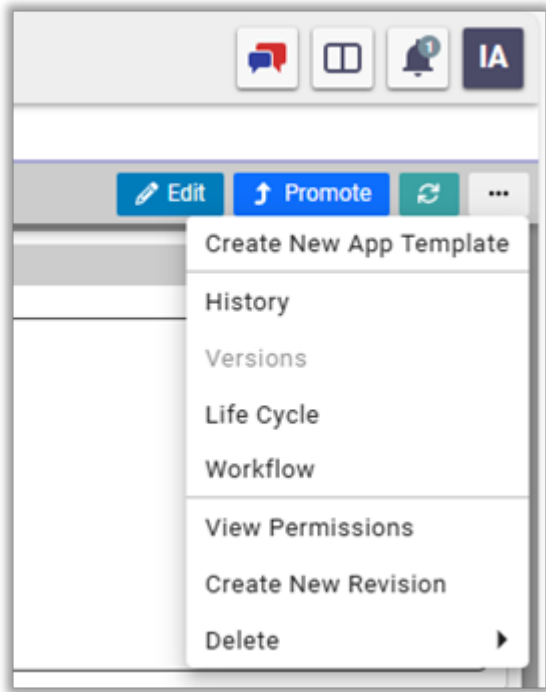 1
IA
Edit
Promote
...
Create New App Template
History
Versions
Life Cycle
Workflow
View Permissions
Create New Revision
Delete